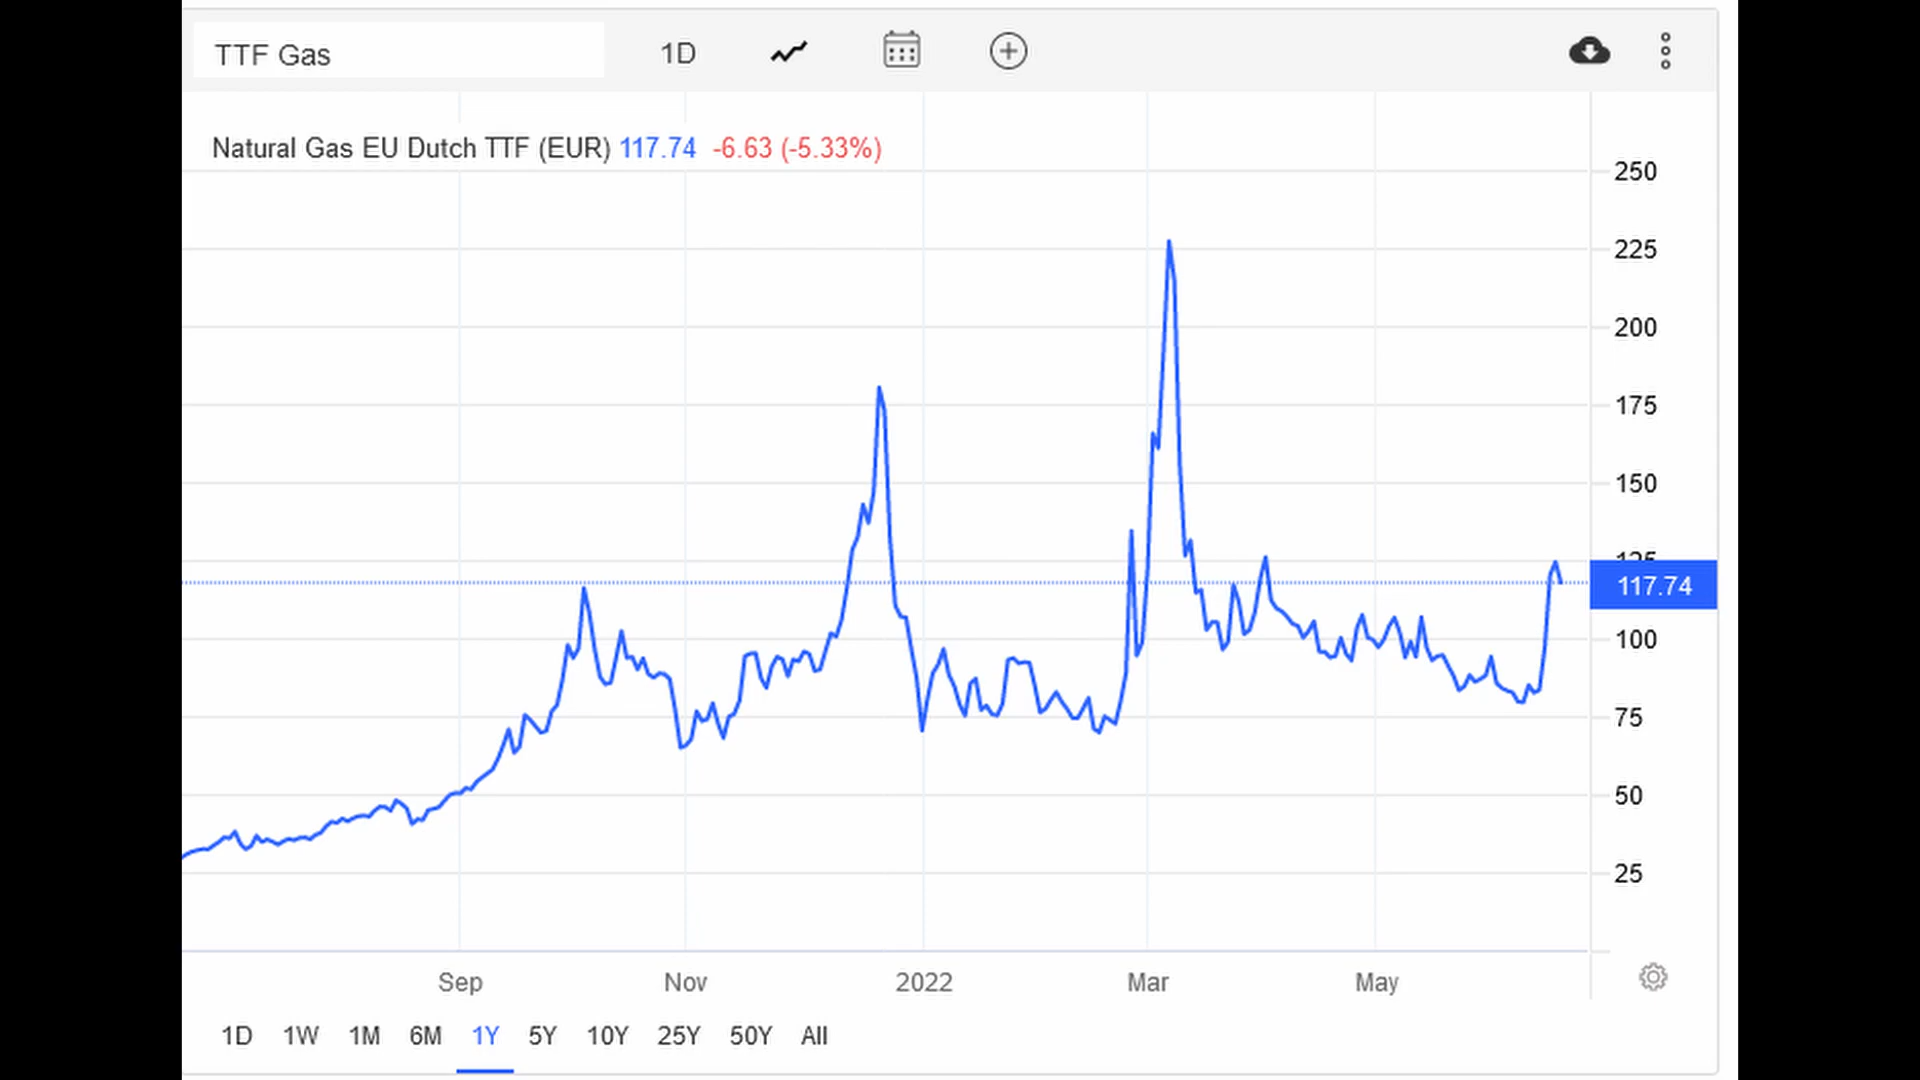 TTF Gas 1D
Natural Gas EU Dutch TTF (EUR) 117.74 -6.63 (-5.33%)
250
225
200
175
150
125
117.74
100
75
50
25
Sep Nov 2022 Mar May
1D 1W 1M 6M 1Y 5Y 10Y 25Y 50Y All